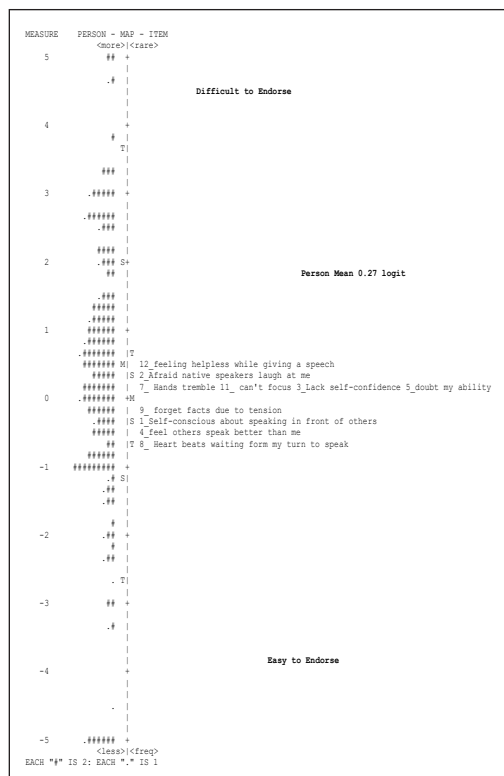 MEASURE PERSON - MAP - ITEM
<more>|<rare>
5 ## +
.# |
|
Difficult to Endorse
|
|
4 +
# |
T|
|
### |
|
3 .##### +
|
.###### |
.### |
|
#### |
2 .### S+
## | Person Mean 0.27 logit
|
.### |
##### |
.##### |
1 ###### +
.###### |
.####### |T
####### M| 12_feeling helpless while giving a speech
##### |S 2_Afraid native speakers laugh at me
####### | 7_ Hands tremble 11_ can't focus 3_Lack self-confidence 5_doubt my ability
0 .####### +M
###### | 9_ forget facts due to tension
.#### |S 1_Self-conscious about speaking in front of others
##### | 4_feel others speak better than me
## |T 8_ Heart beats waiting form my turn to speak
###### |
-1 ######### +
.# S|
.## |
.## |
|
# |
-2 .## +
# |
.## |
|
. T|
|
-3 ## +
|
.# |
|
|
| Easy to Endorse
-4 +
|
|
. |
|
|
-5 .###### +
<less>|<freq>
EACH "#" IS 2: EACH "." IS 1